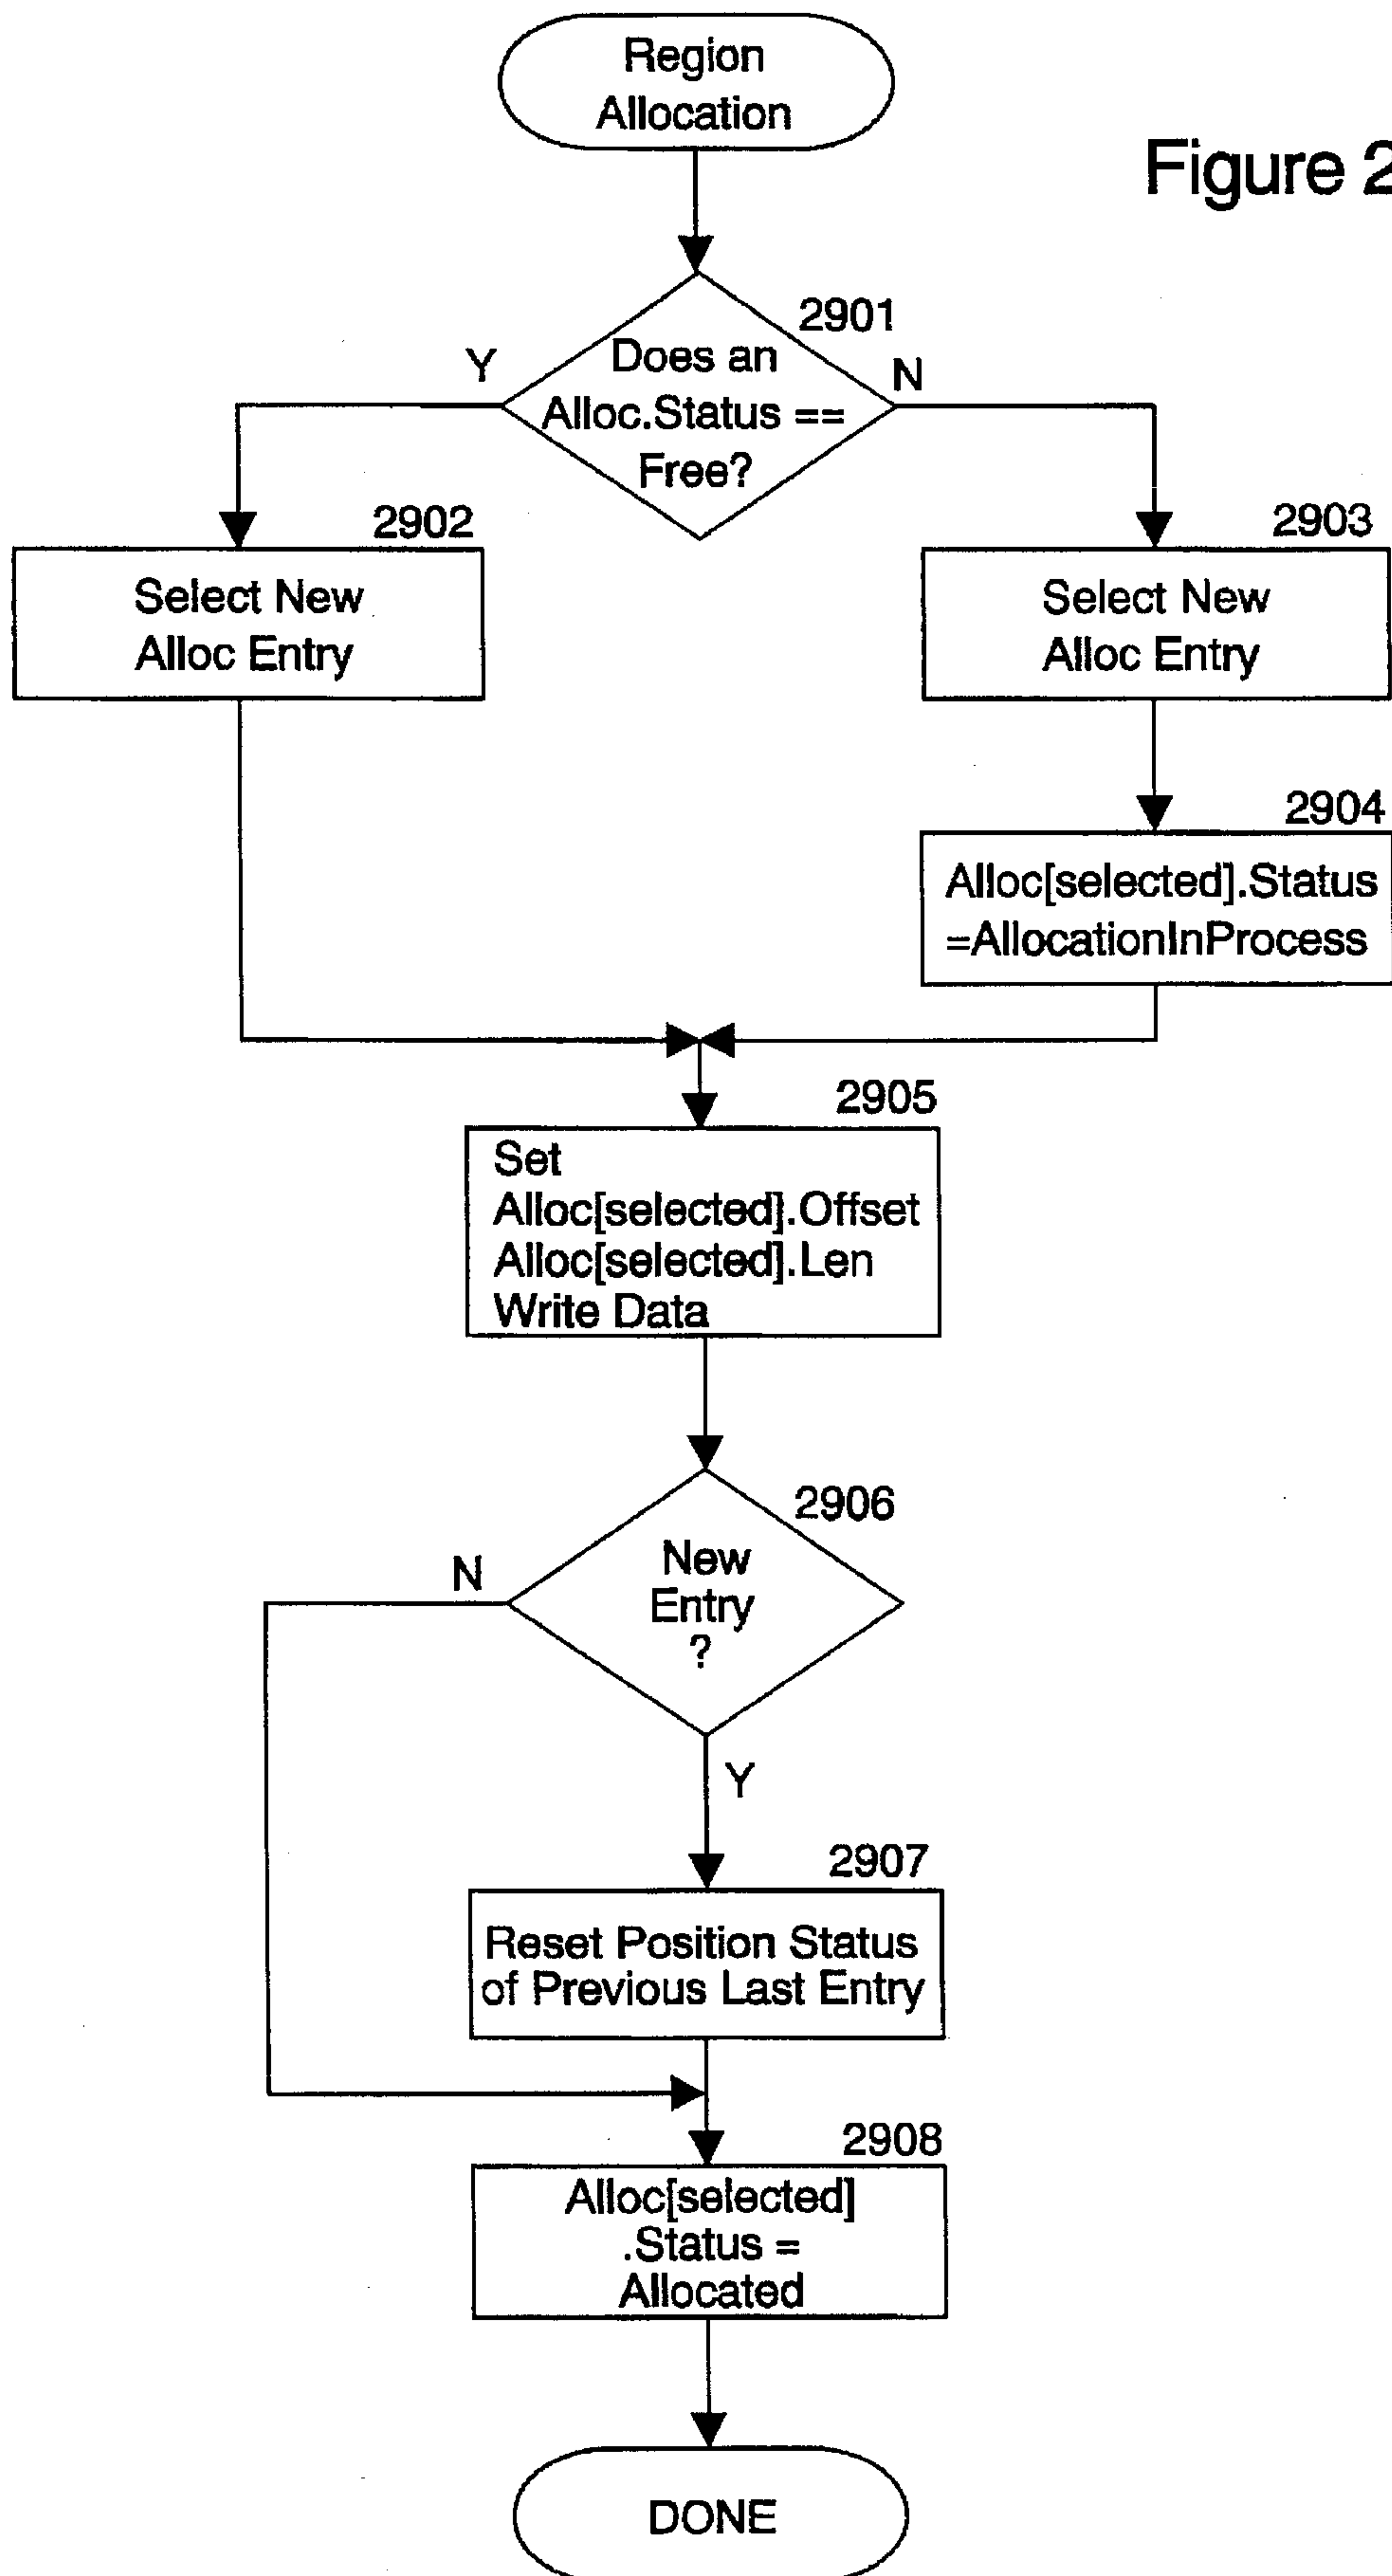 Region
Allocation
Figure 2
2901
Y
N
Does an
Alloc.Status ==
Free?
2902
2903
Select New
Alloc Entry
Select New
Alloc Entry
2904
Alloc[selected].Status
=AllocationInProcess
2905
Set
Alloc[selected].Offset
Alloc[selected].Len
Write Data
2906
N
New
Entry
?
Y
2907
Reset Position Status
of Previous Last Entry
2908
Alloc[selected]
.Status =
Allocated
DONE